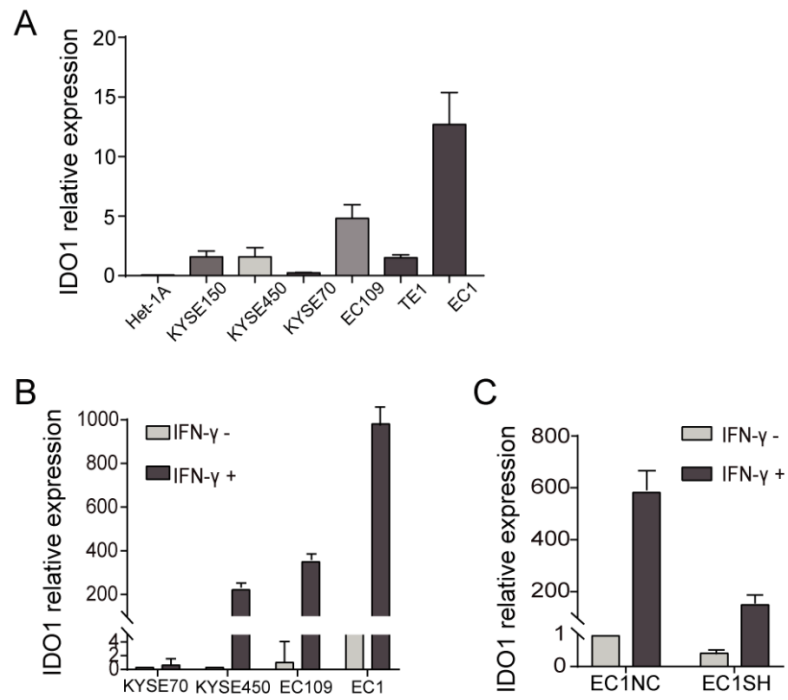 A
IDO1 relative expression
20
15
10
5
0
Het-1A
KYSE150
KYSE450
KYSE70
EC109
TE1
EC1
B
IDO1 relative expression
IFN-γ -
IFN-γ +
1000
800
600
400
200
4
2
0
KYSE70
KYSE450
EC109
EC1
C
IDO1 relative expression
IFN-γ -
IFN-γ +
800
600
400
200
1
0
EC1NC
EC1SH